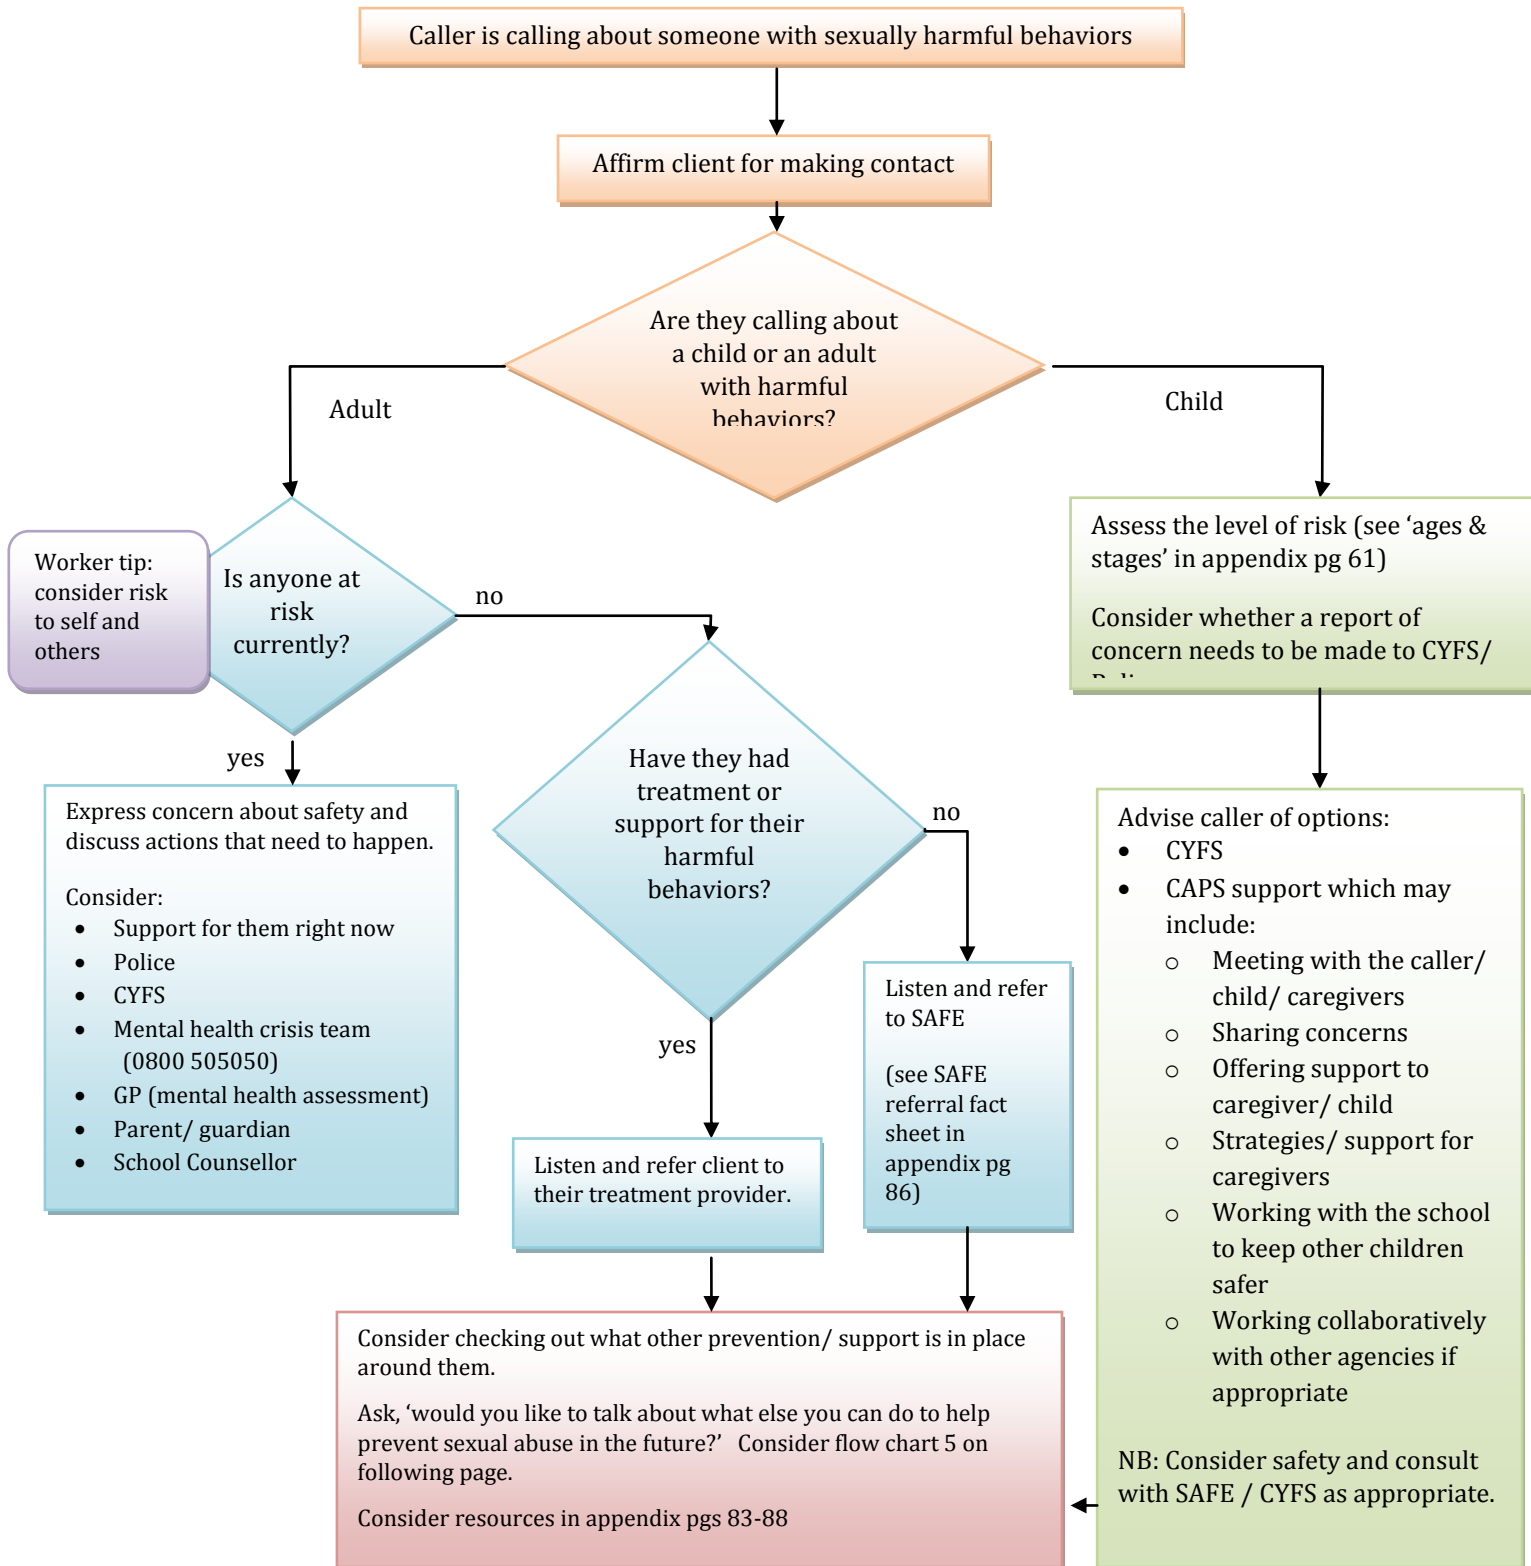 Caller is calling about someone with sexually harmful behaviors
Affirm client for making contact
Are they calling about
a child or an adult
with harmful
behaviors?
Adult
Child
Worker tip:
consider risk
to self and
others
Is anyone at
risk
currently?
no
yes
Assess the level of risk (see ‘ages &
stages’ in appendix pg 61)
Consider whether a report of
concern needs to be made to CYFS/
Express concern about safety and
discuss actions that need to happen.
Consider:
• Support for them right now
• Police
• CYFS
• Mental health crisis team
(0800 505050)
• GP (mental health assessment)
• Parent/ guardian
• School Counsellor
Have they had
treatment or
support for their
harmful
behaviors?
no
yes
Listen and refer
to SAFE
(see SAFE
referral fact
sheet in
appendix pg
86)
Listen and refer client to
their treatment provider.
Advise caller of options:
• CYFS
• CAPS support which may
include:
o Meeting with the caller/
child/ caregivers
o Sharing concerns
o Offering support to
caregiver/ child
o Strategies/ support for
caregivers
o Working with the school
to keep other children
safer
o Working collaboratively
with other agencies if
appropriate
NB: Consider safety and consult
with SAFE / CYFS as appropriate.
Consider checking out what other prevention/ support is in place
around them.
Ask, ‘would you like to talk about what else you can do to help
prevent sexual abuse in the future?’ Consider flow chart 5 on
following page.
Consider resources in appendix pgs 83-88